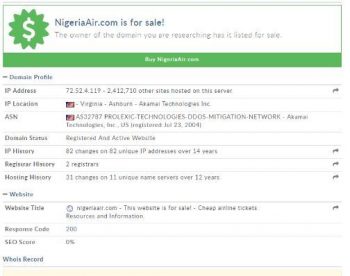 NigeriaAir.com is for sale!
The owner of the domain you are researching has it listed for sale.
Buy NigeriaAir.com
Domain Profile
IP Address 72.52.4.119 - 2,412,710 other sites hosted on this server
IP Location - Virginia - Ashburn - Akamai Technologies Inc.
ASN AS32787 PROLEXIC-TECHNOLOGIES-DDOS-MITIGATION-NETWORK - Akamai
Technologies, Inc., US (registered Jul 23, 2004)
Domain Status Registered And Active Website
IP History 82 changes on 82 unique IP addresses over 14 years
Registrar History 2 registrars
Hosting History 31 changes on 11 unique name servers over 12 years
Website
Website Title nigeriaair.com - This website is for sale! - Cheap airline tickets
Resources and Information.
Response Code 200
SEO Score 0%
Whois Record